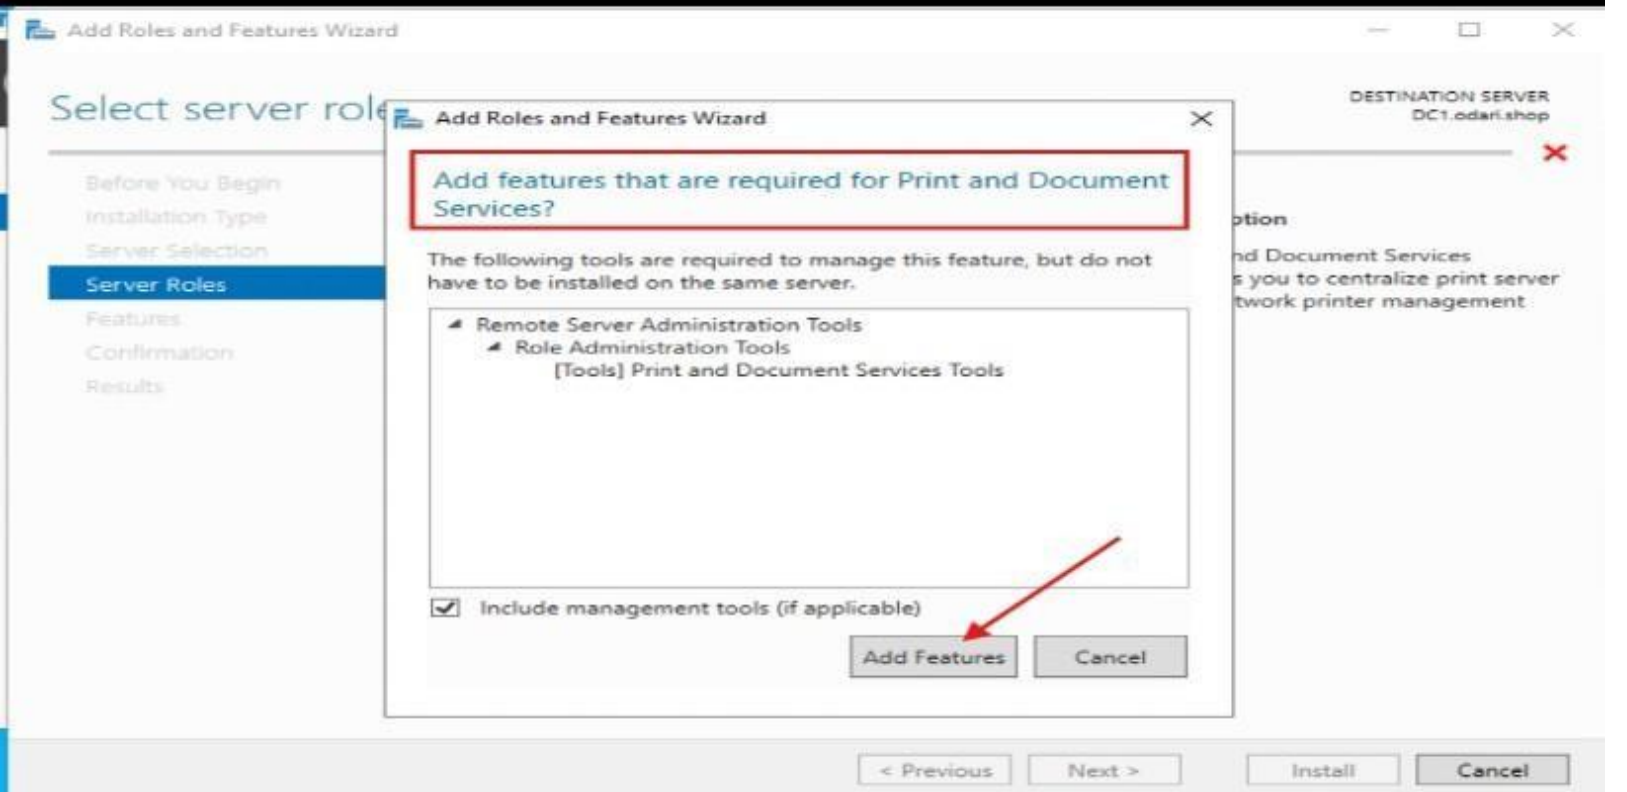 Add Roles and Features Wizard
Select server role
DESTINATION SERVER
DC1.odari.shop
Before You Begin
Installation Type
Server Selection
Server Roles
Features
Confirmation
Results
Add Roles and Features Wizard
Add features that are required for Print and Document
Services?
The following tools are required to manage this feature, but do not
have to be installed on the same server.
Remote Server Administration Tools
Role Administration Tools
[Tools] Print and Document Services Tools
Include management tools (if applicable)
Add Features
Cancel
ption
nd Document Services
s you to centralize print server
twork printer management
< Previous
Next >
Install
Cancel